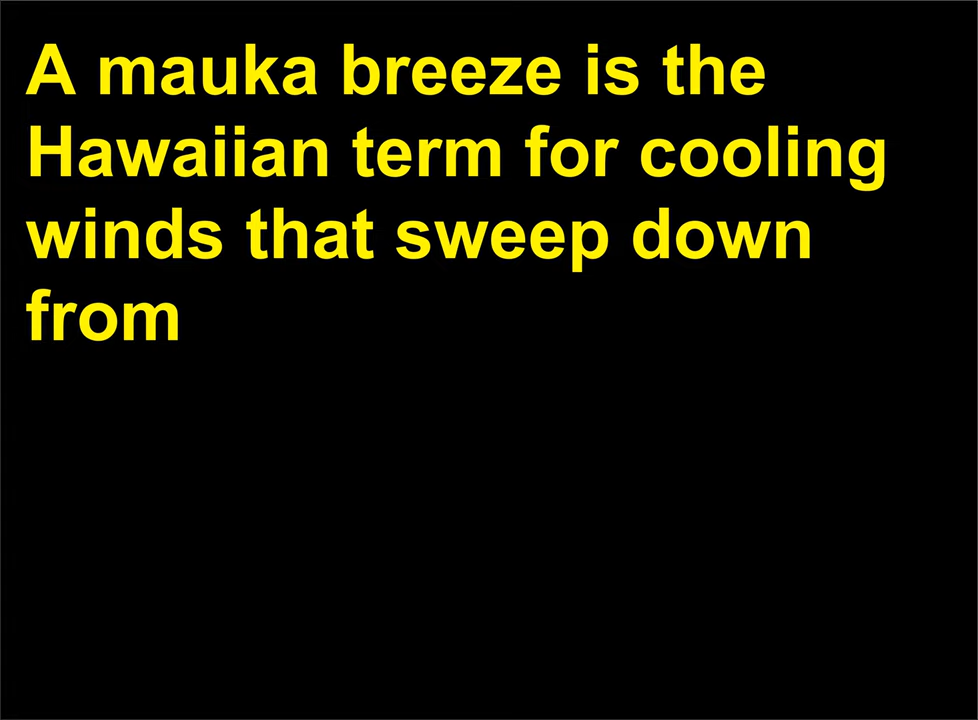 A mauka breeze is the
Hawaiian term for cooling
winds that sweep down
from